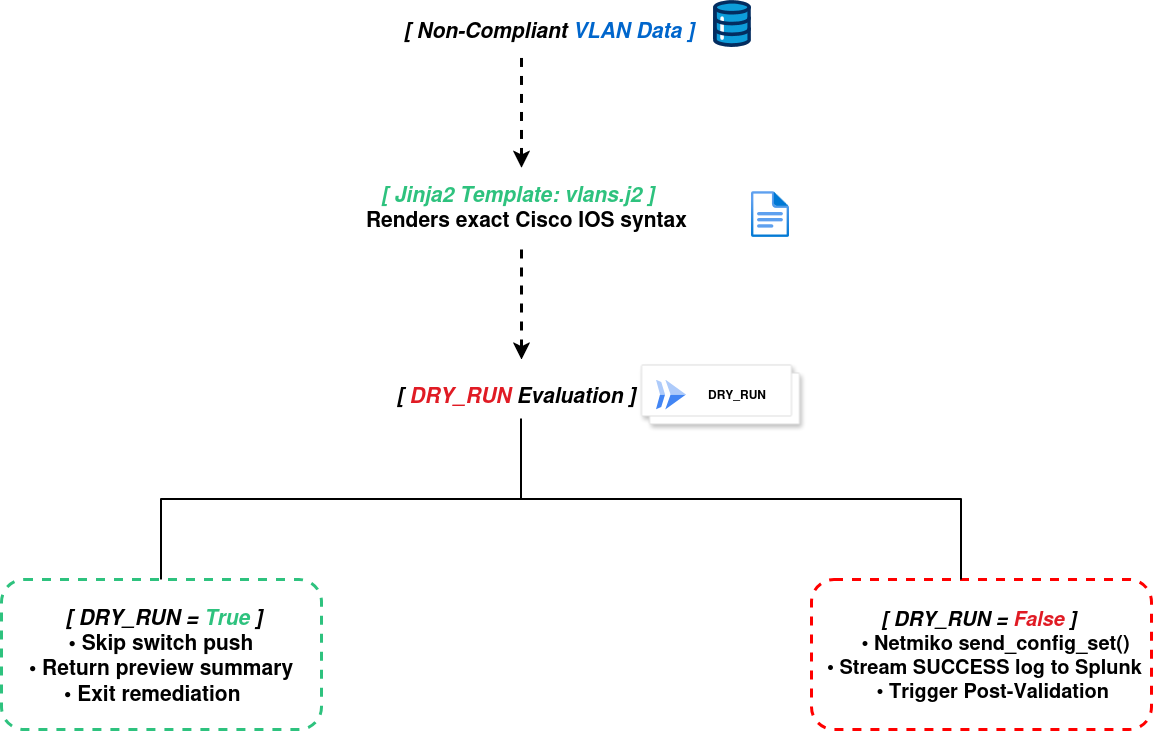 [ Non-Compliant VLAN Data ]
[ Jinja2 Template: vlans.j2 ]
Renders exact Cisco IOS syntax
[ DRY_RUN Evaluation ]
DRY_RUN
[ DRY_RUN = True ]
• Skip switch push
• Return preview summary
• Exit remediation
[ DRY_RUN = False ]
• Netmiko send_config_set()
• Stream SUCCESS log to Splunk
• Trigger Post-Validation